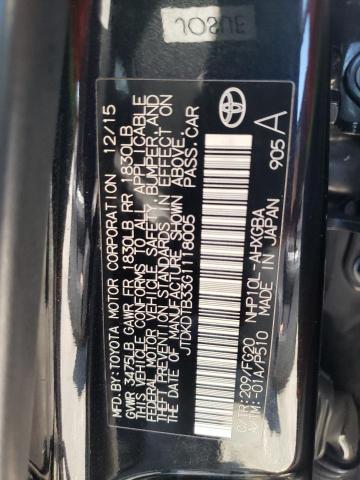 MFD.BY:TOYOTA MOTOR CORPORATION 12/15
GVWR 3475LB GAWR FR 1830LB RR 1830LB
THIS VEHICLE CONFORMS TO ALL APPLICABLE
FEDERAL MOTOR VEHICLE SAFETY, BUMPER, AND
THEFT PREVENTION STANDARDS IN EFFECT ON
THE DATE OF MANUFACTURE SHOWN ABOVE.
JTDKDTB33G1118005 PASS.CAR
C/TR:209/FG20 NHP10L-AHXGBA
A/TM:-01A/P510 MADE IN JAPAN
905 A